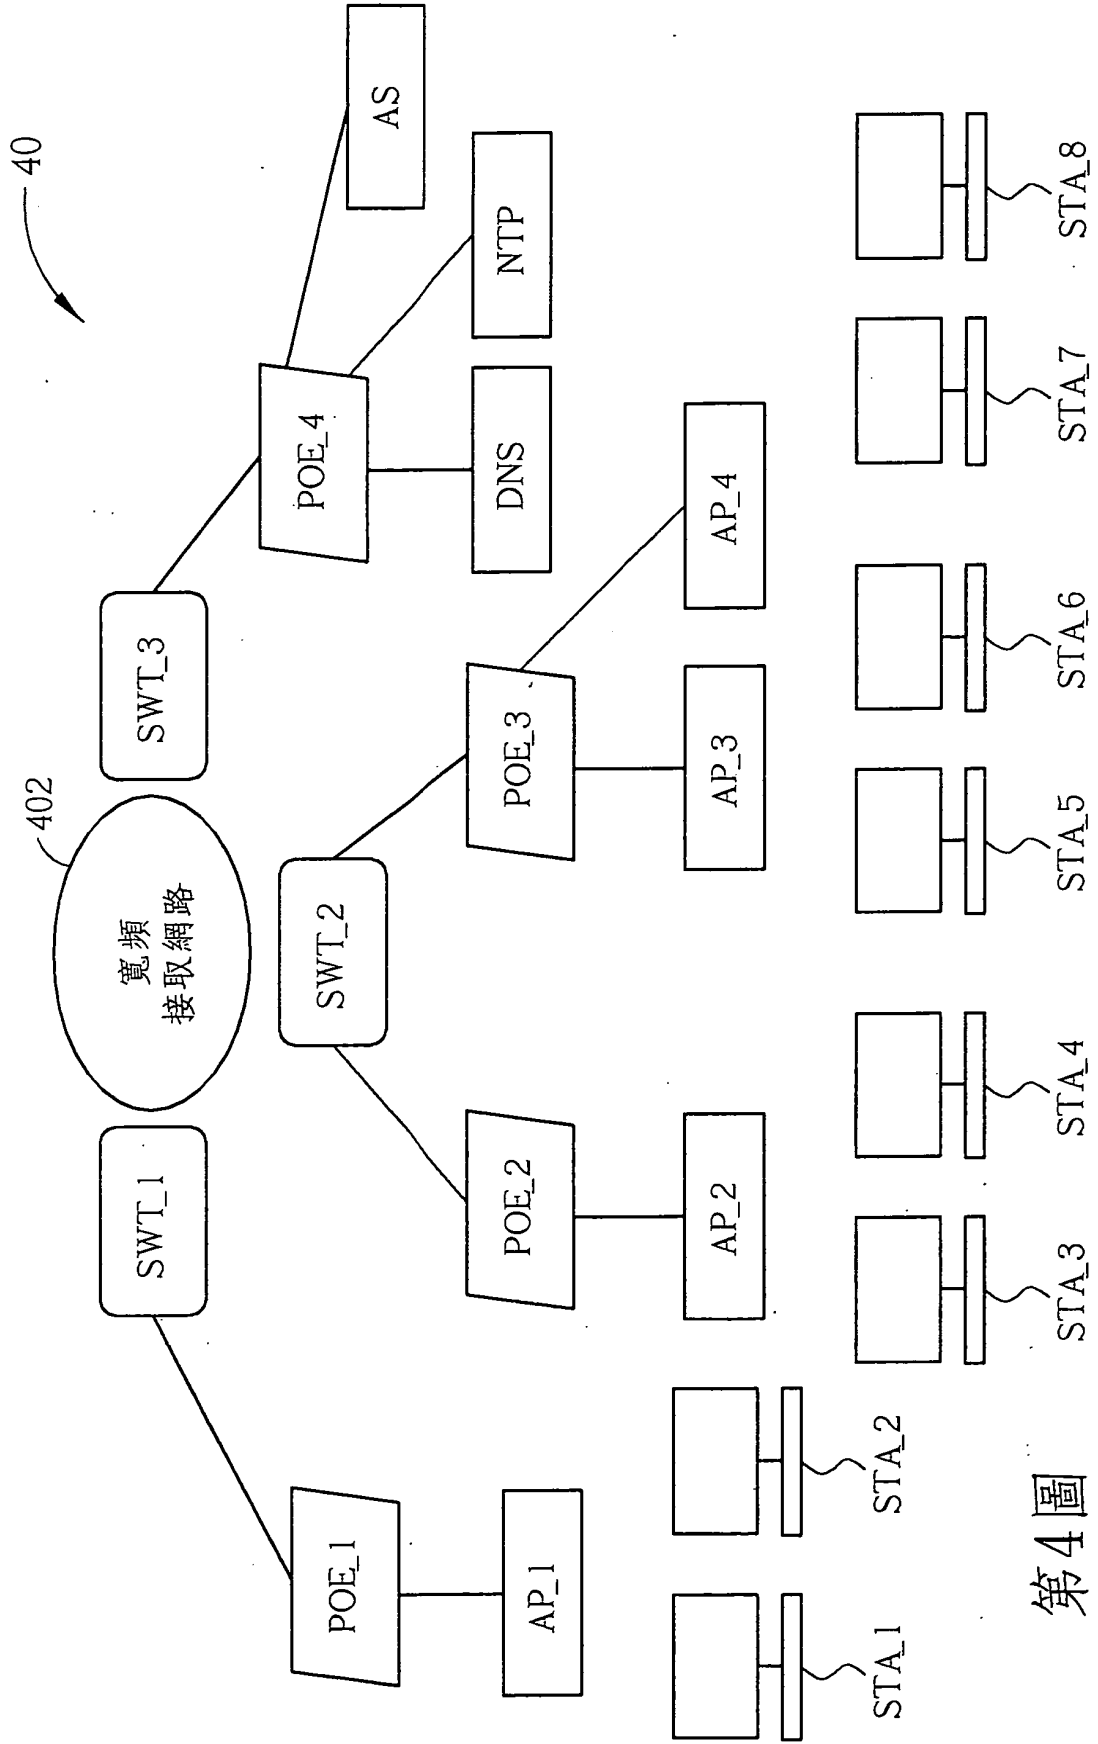 40
402
寬頻
接取網路
SWT_1
SWT_3
SWT_2
POE_1
POE_2
POE_3
POE_4
AS
NTP
DNS
AP_1
AP_2
AP_3
AP_4
STA_1
STA_2
STA_3
STA_4
STA_5
STA_6
STA_7
STA_8
第4圖